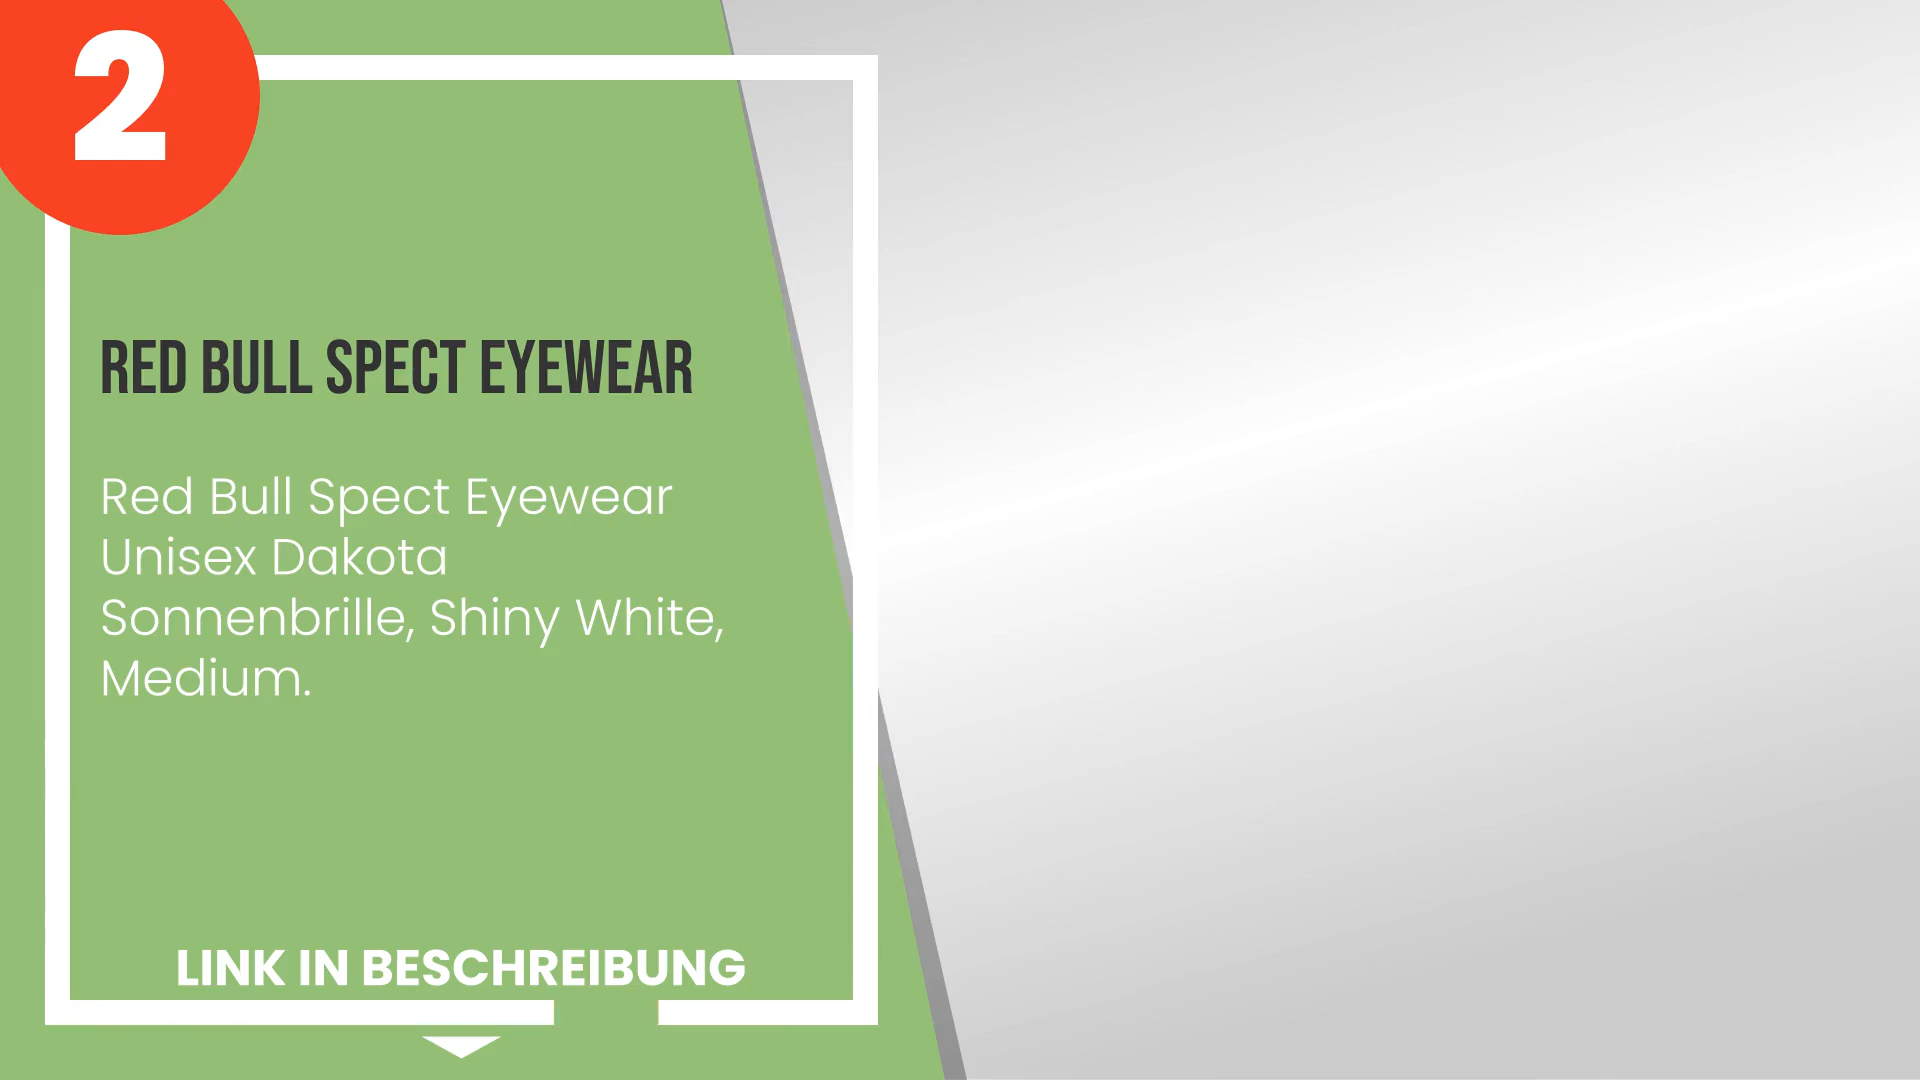 2
RED BULL SPECT EYEWEAR
Red Bull Spect Eyewear
Unisex Dakota
Sonnenbrille, Shiny White,
Medium.
LINK IN BESCHREIBUNG